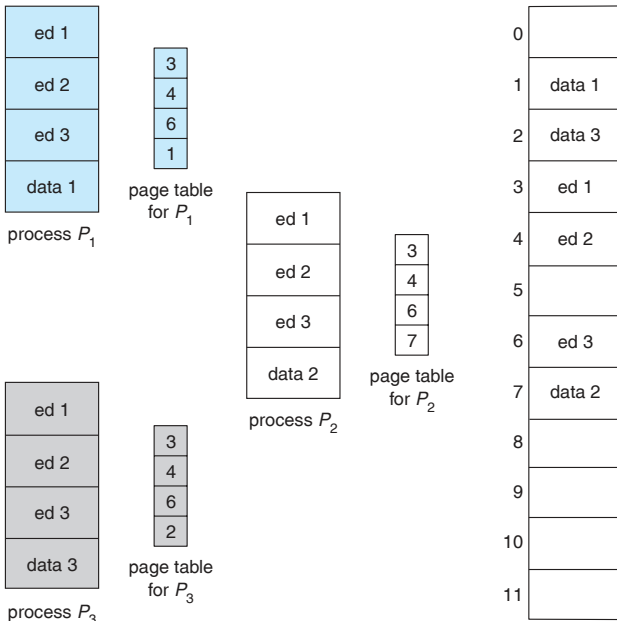 ed 1
ed 2
ed 3
data 1
process P1
3
4
6
1
page table
for P1
ed 1
ed 2
ed 3
data 2
process P2
3
4
6
7
page table
for P2
ed 1
ed 2
ed 3
data 3
process P3
3
4
6
2
page table
for P3
0
1 data 1
2 data 3
3 ed 1
4 ed 2
5
6 ed 3
7 data 2
8
9
10
11